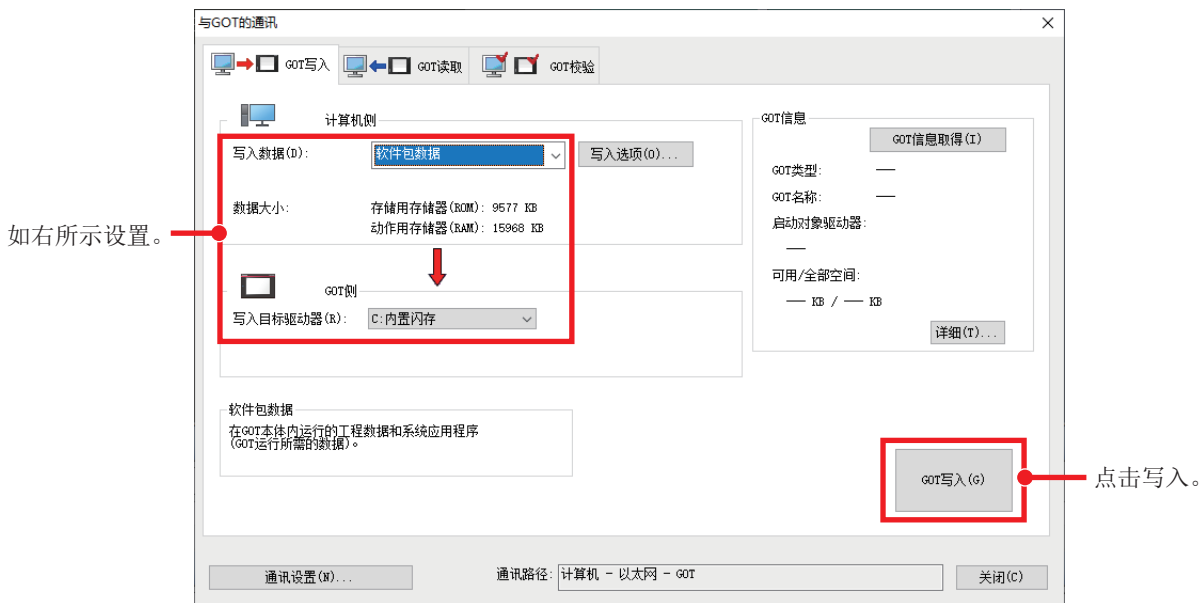 与GOT的通讯
GOT写入
GOT读取
GOT校验
计算机侧
写入数据(D):
软件包数据
写入选项(O)...
数据大小:
存储用存储器(ROM): 9577 KB
动作用存储器(RAM): 15968 KB
如右所示设置。
GOT侧
写入目标驱动器(R):
C:内置闪存
GOT信息
GOT信息取得(I)
GOT类型: ——
GOT名称: ——
启动对象驱动器:
——
可用/全部空间:
—— KB / —— KB
详细(T)...
软件包数据
在GOT本体内运行的工程数据和系统应用程序
(GOT运行所需的数据)。
GOT写入(G)
点击写入。
通讯设置(N)...
通讯路径:
计算机 - 以太网 - GOT
关闭(C)